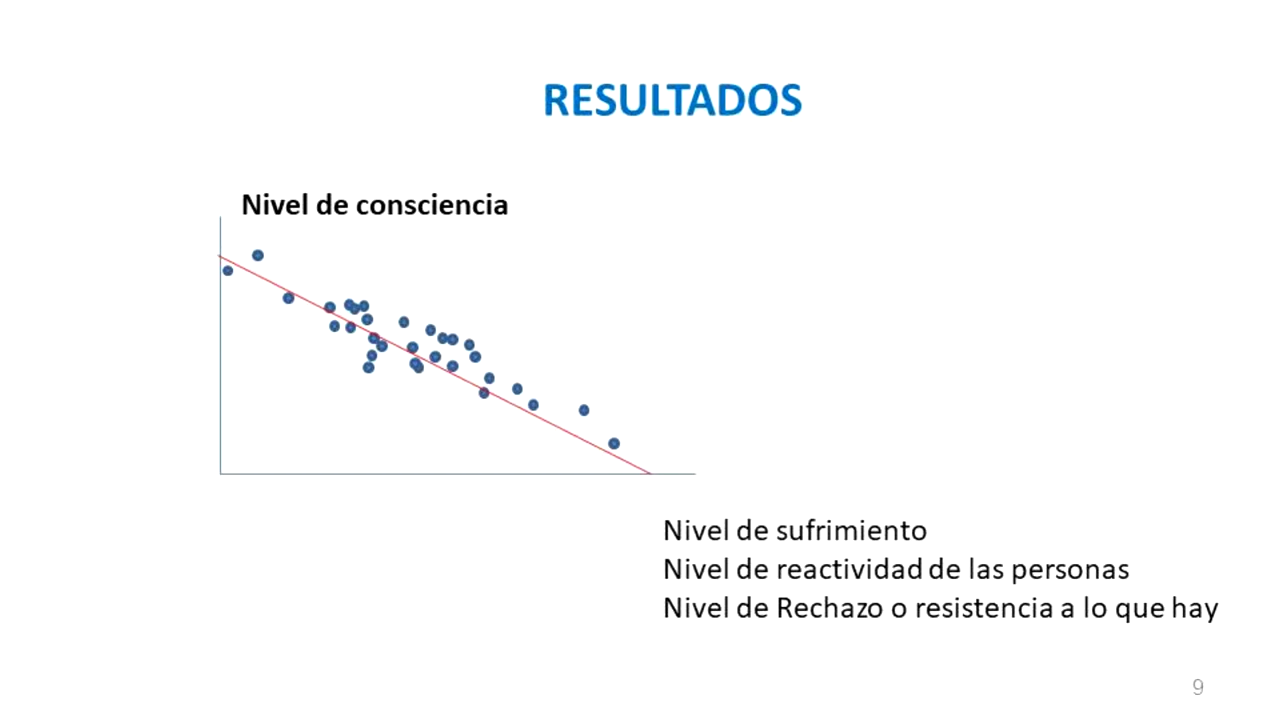 RESULTADOS
Nivel de consciencia
Nivel de sufrimiento
Nivel de reactividad de las personas
Nivel de Rechazo o resistencia a lo que hay
9